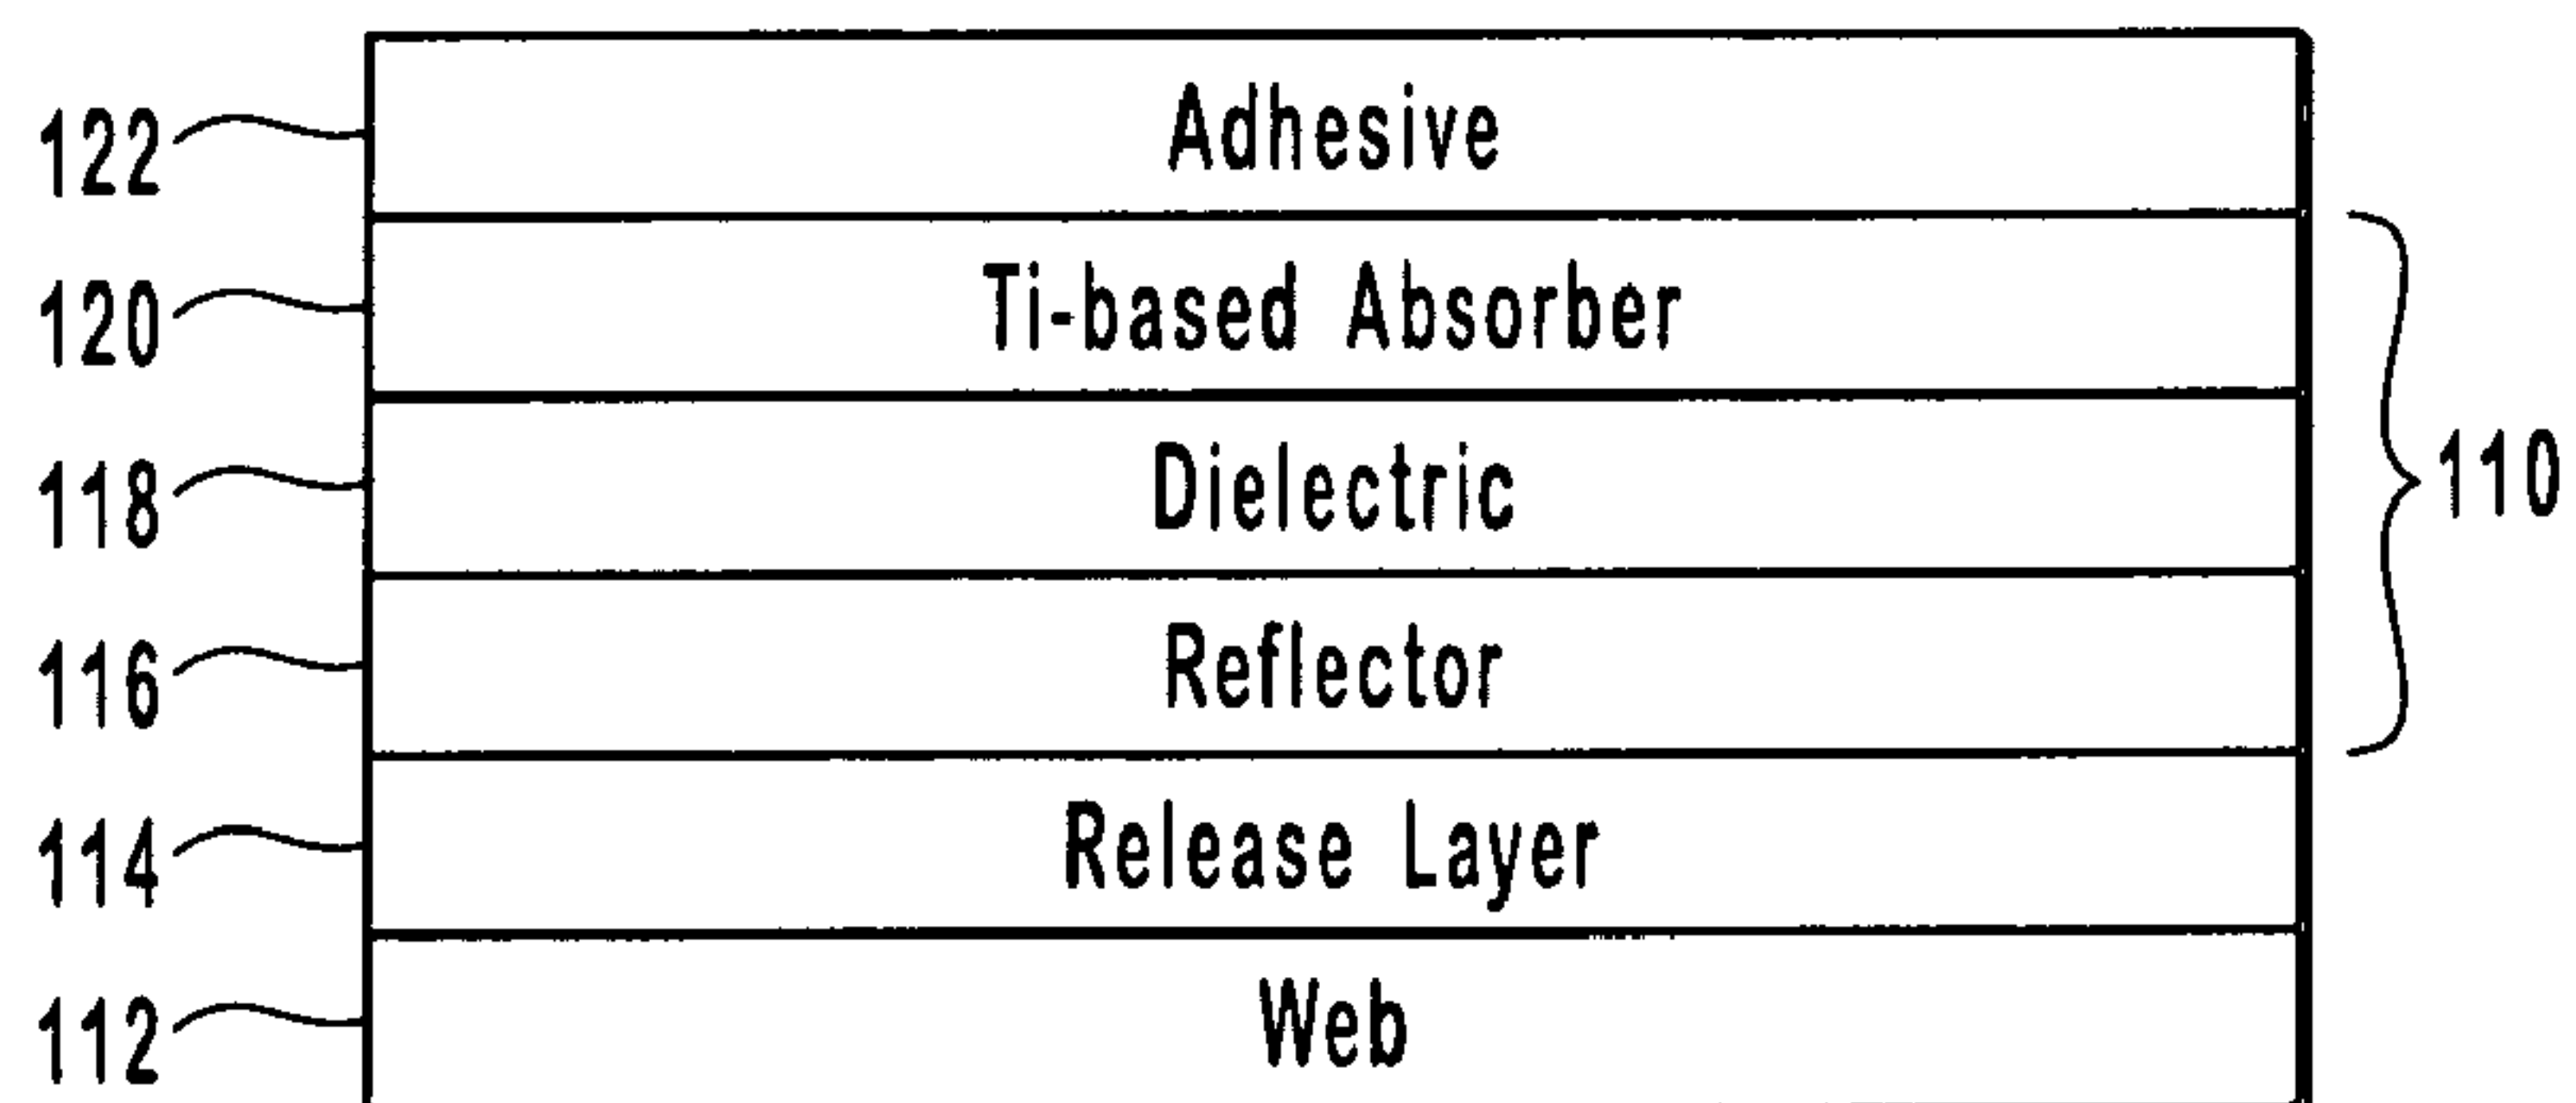 122 Adhesive
120 Ti-based Absorber
118 Dielectric 110
116 Reflector
114 Release Layer
112 Web